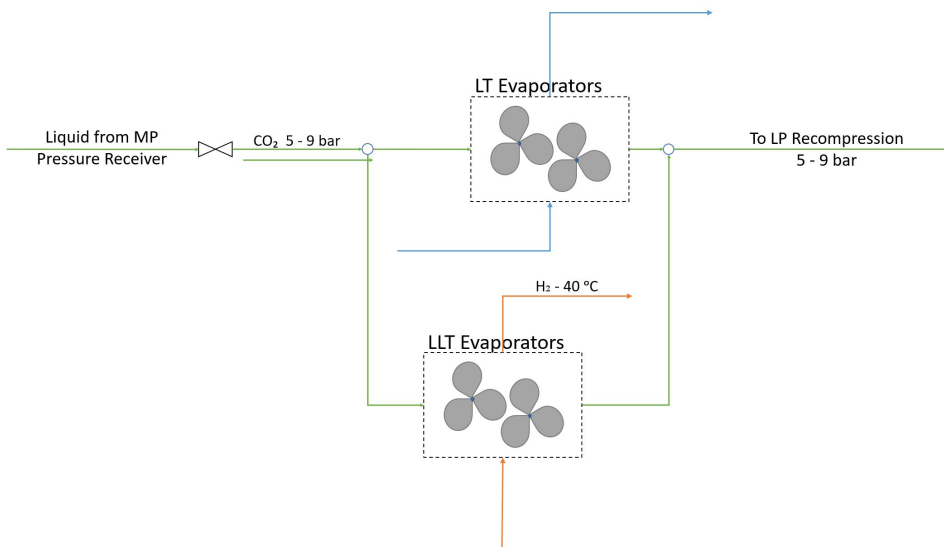 LT Evaporators
Liquid from MP
Pressure Receiver
CO₂ 5 - 9 bar
To LP Recompression
5 - 9 bar
H₂ - 40 ℃
LLT Evaporators